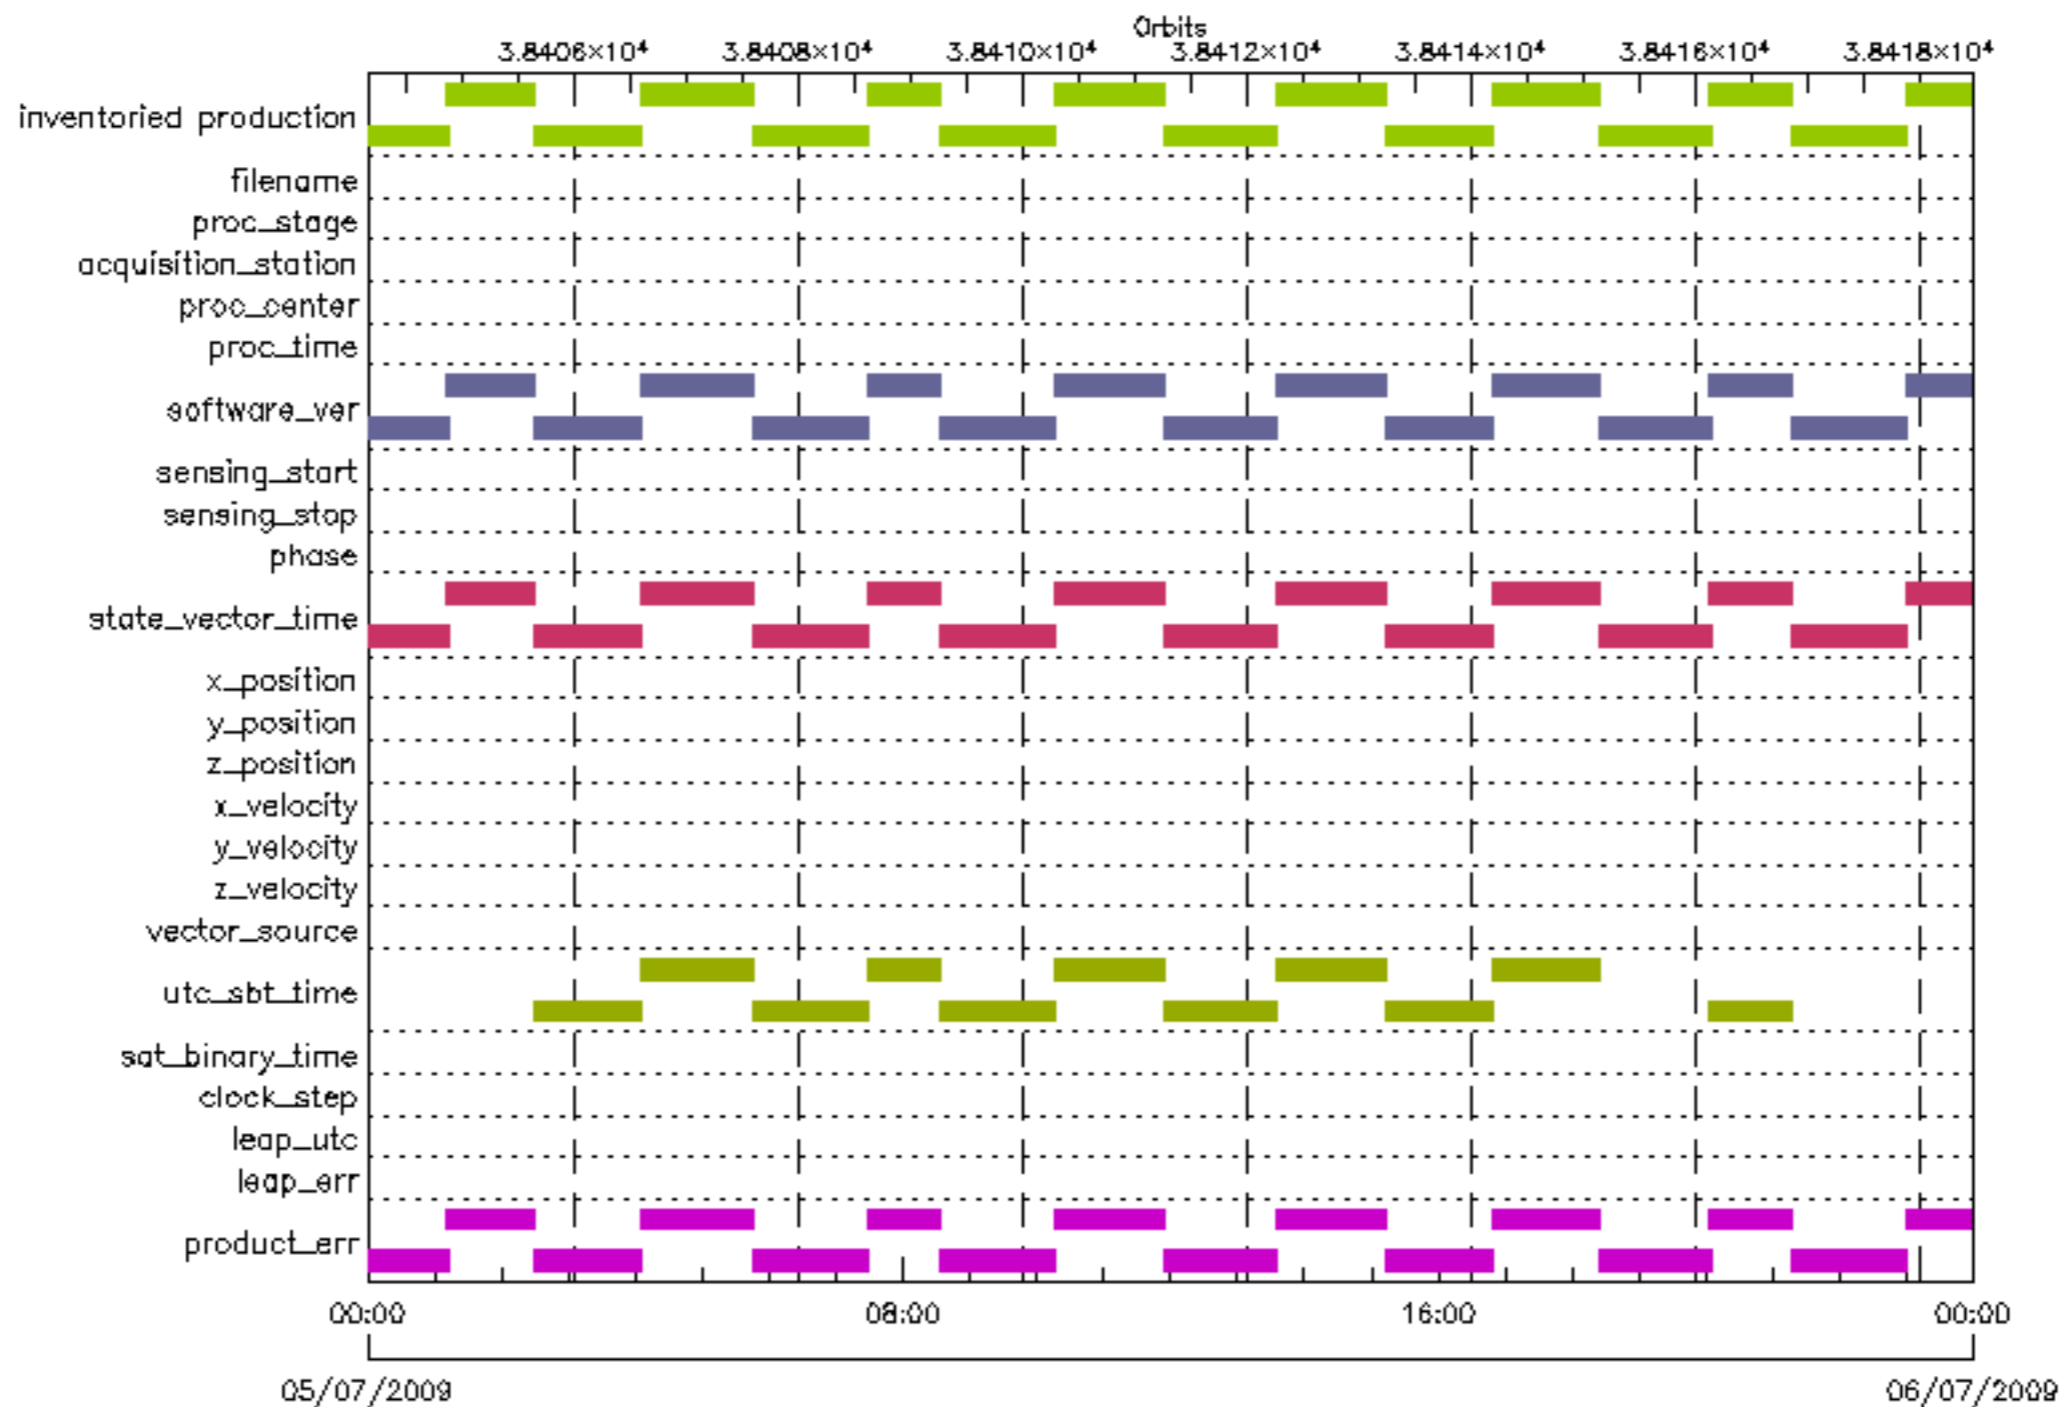 Orbits
3.8406×10⁴ 3.8408×10⁴ 3.8410×10⁴ 3.8412×10⁴ 3.8414×10⁴ 3.8416×10⁴ 3.8418×10⁴
inventoried production
filename
proc_stage
acquisition_station
proc_center
proc_time
software_ver
sensing_start
sensing_stop
phase
state_vector_time
x_position
y_position
z_position
x_velocity
y_velocity
z_velocity
vector_source
utc_sbt_time
sat_binary_time
clock_step
leap_utc
leap_err
product_err
00:00 08:00 16:00 00:00
05/07/2009 06/07/2009